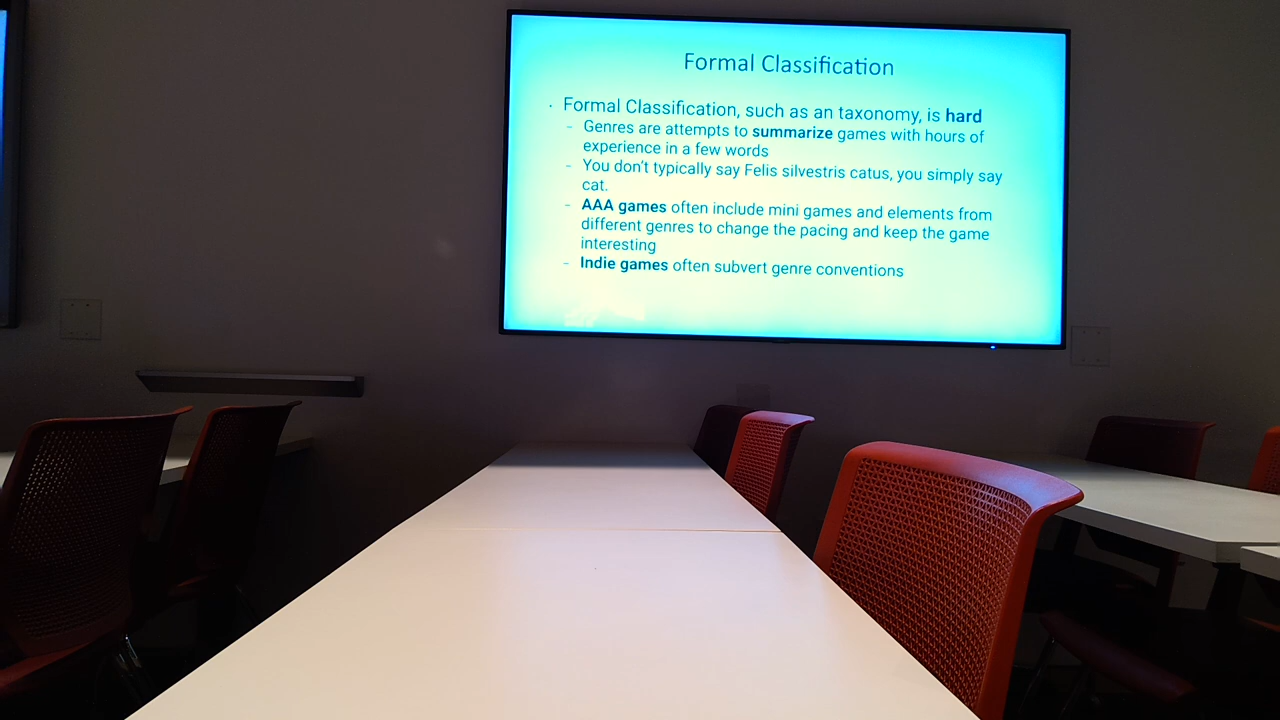 Formal Classification
· Formal Classification, such as an taxonomy, is hard
– Genres are attempts to summarize games with hours of
experience in a few words
– You don't typically say Felis silvestris catus, you simply say
cat.
– AAA games often include mini games and elements from
different genres to change the pacing and keep the game
interesting
– Indie games often subvert genre conventions